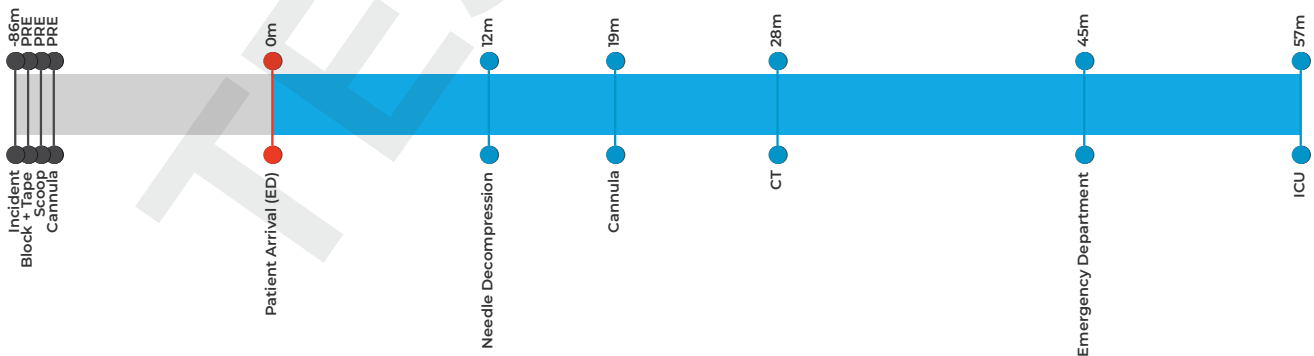 -86m
PRE
PRE
PRE
0m
12m
19m
28m
45m
57m
Incident
Block + Tape
Scoop
Cannula
Patient Arrival (ED)
Needle Decompression
Cannula
CT
Emergency Department
ICU